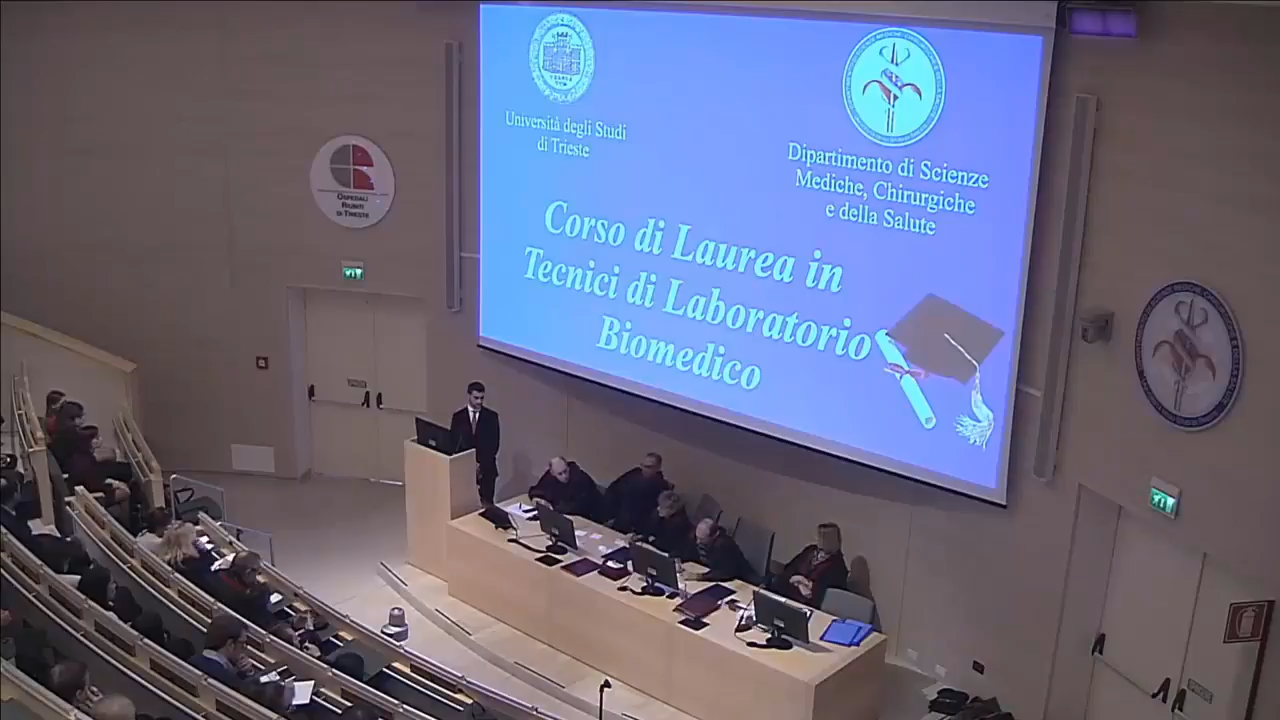 Università degli Studi
di Trieste
Dipartimento di Scienze
Mediche, Chirurgiche
e della Salute
Corso di Laurea in
Tecnici di Laboratorio
Biomedico
OSPEDALI
RIUNITI
DI TRIESTE